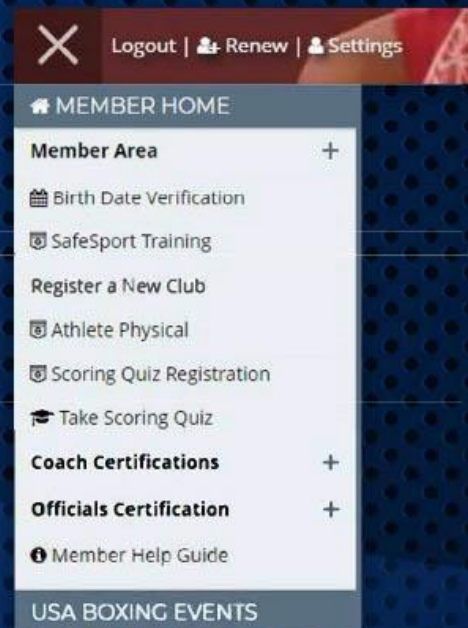 Logout | Renew | Settings
MEMBER HOME
Member Area +
Birth Date Verification
SafeSport Training
Register a New Club
Athlete Physical
Scoring Quiz Registration
Take Scoring Quiz
Coach Certifications +
Officials Certification +
Member Help Guide
USA BOXING EVENTS